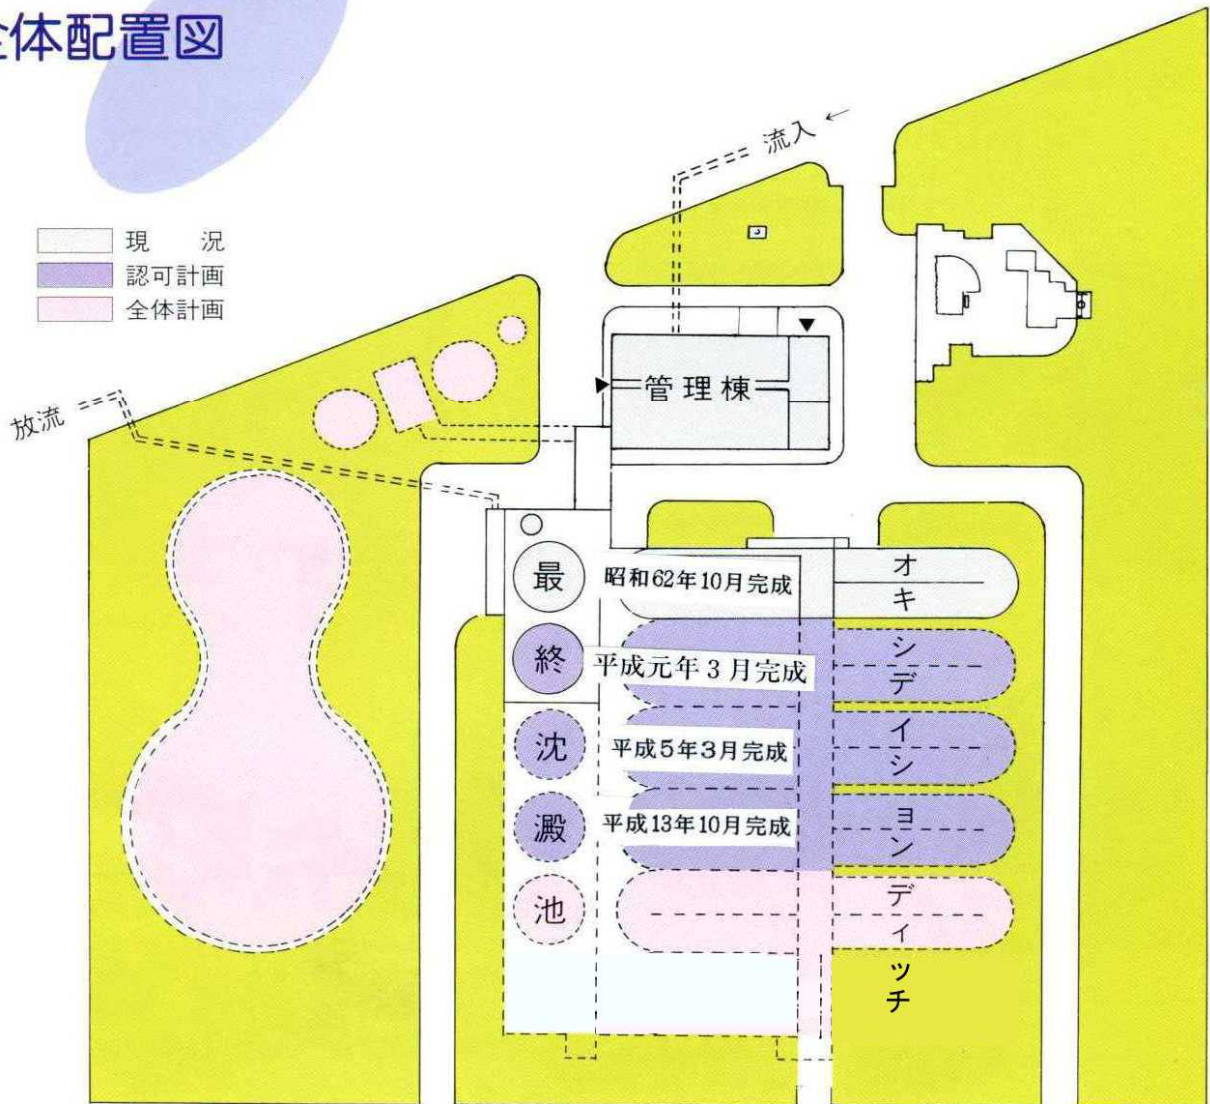 全体配置図
流入 ←
現 況
認可計画
全体計画
放流
管理棟
最終沈澱池
昭和62年10月完成
平成元年3月完成
平成5年3月完成
平成13年10月完成
オキシデイションディッチ